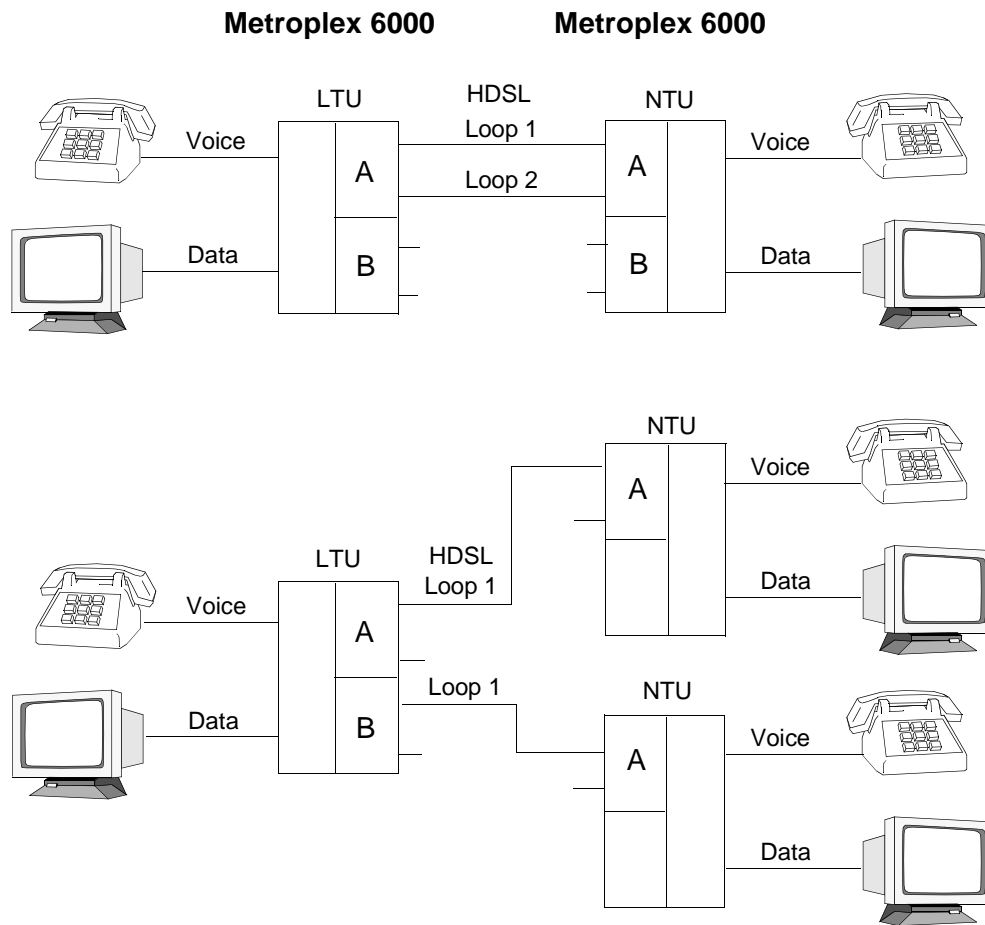 Metroplex 6000 Metroplex 6000
LTU HDSL NTU
Loop 1
Voice A A Voice
Loop 2
Data B B Data
NTU
A Voice
LTU HDSL
Loop 1 Data
Voice A
Loop 1 NTU
Data B Voice
A
Data